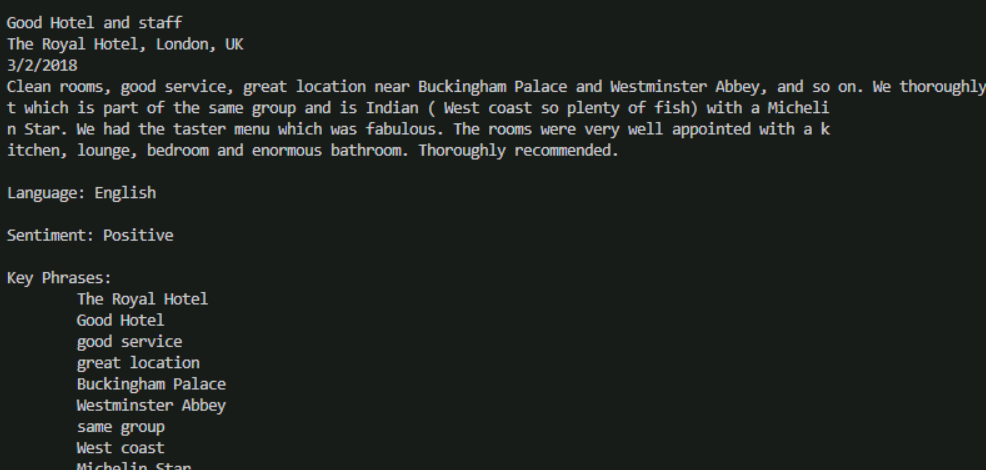 Good Hotel and staff
The Royal Hotel, London, UK
3/2/2018
Clean rooms, good service, great location near Buckingham Palace and Westminster Abbey, and so on. We thoroughly
t which is part of the same group and is Indian ( West coast so plenty of fish) with a Micheli
n Star. We had the taster menu which was fabulous. The rooms were very well appointed with a k
itchen, lounge, bedroom and enormous bathroom. Thoroughly recommended.
Language: English
Sentiment: Positive
Key Phrases:
The Royal Hotel
Good Hotel
good service
great location
Buckingham Palace
Westminster Abbey
same group
West coast
Michelin Star